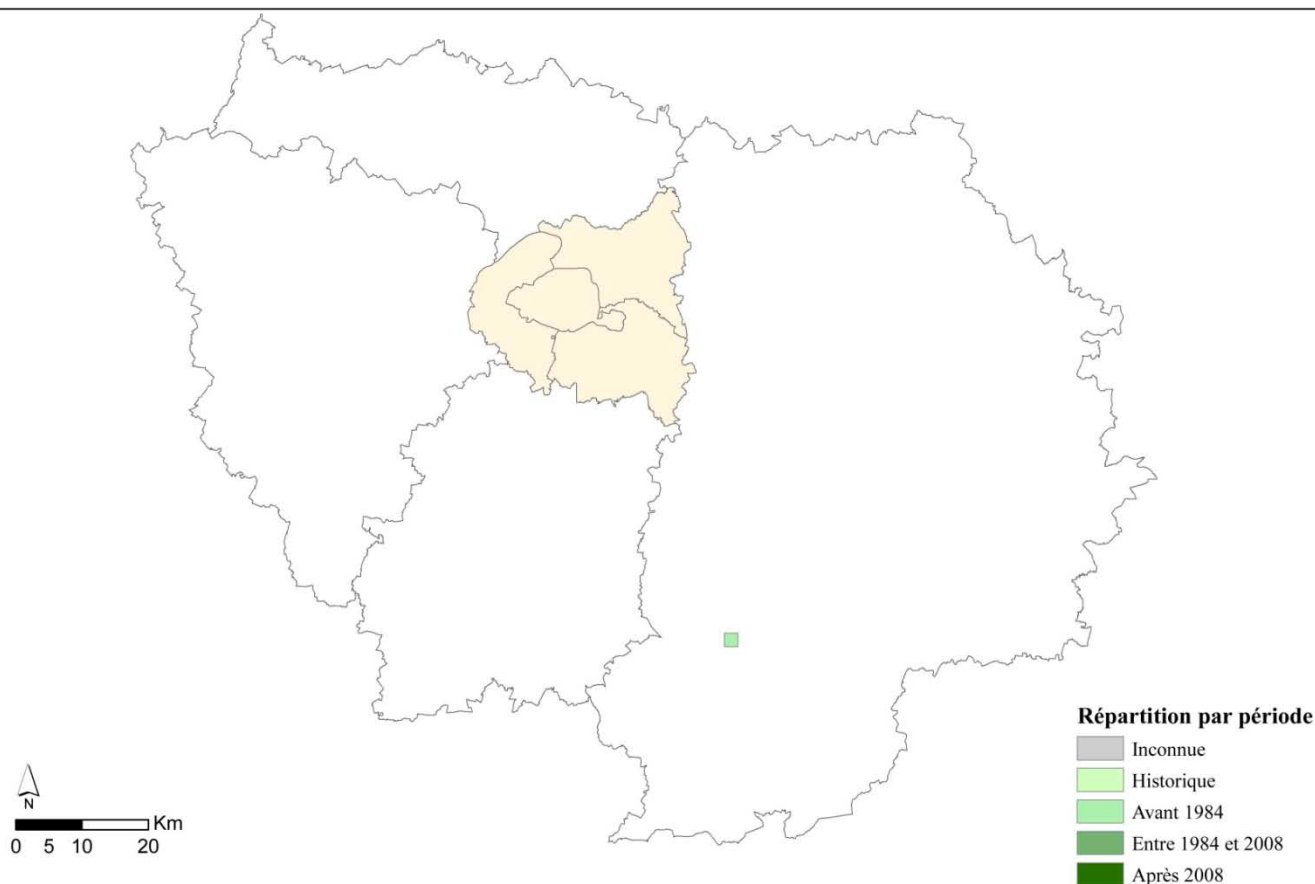 Répartition par période
Inconnue
Historique
Avant 1984
Entre 1984 et 2008
Après 2008
N
Km
0 5 10 20